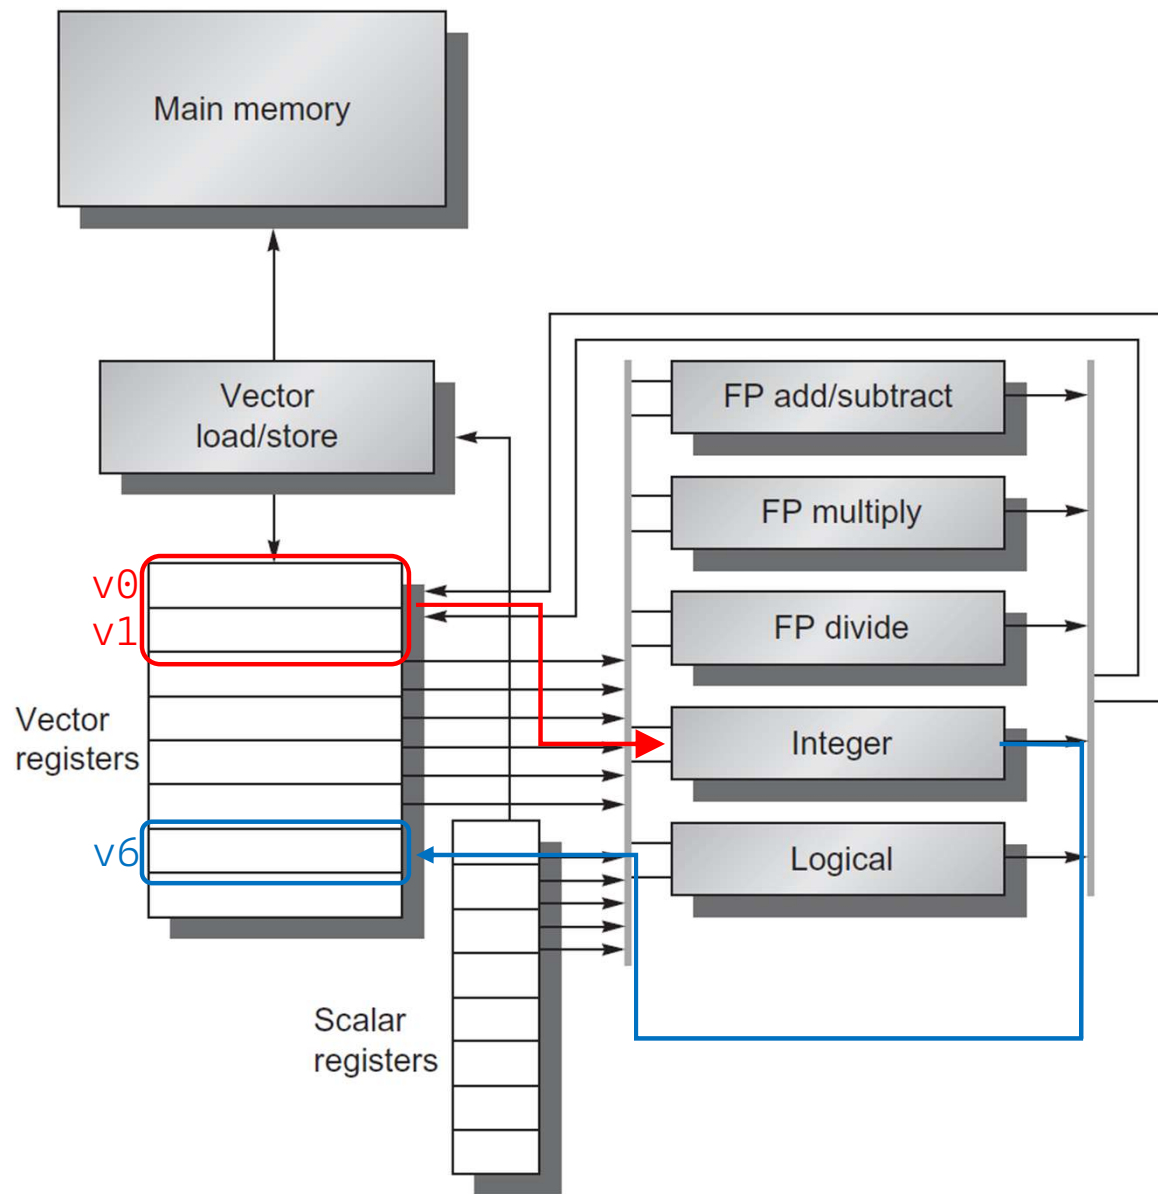 Main memory
Vector
load/store
FP add/subtract
FP multiply
v0
v1
FP divide
Vector
registers
Integer
v6
Logical
Scalar
registers